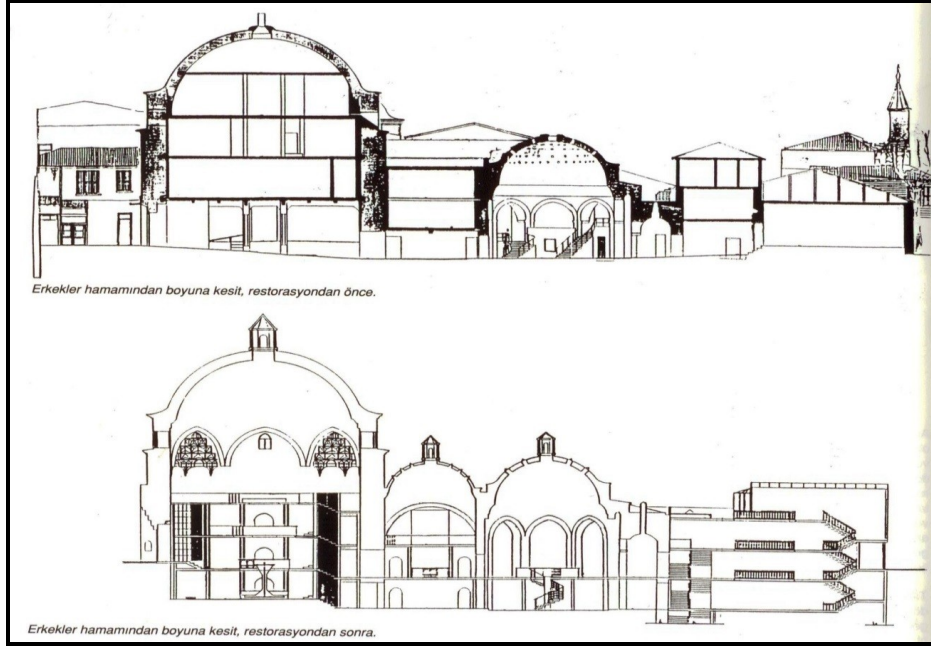 Erkekler hamamından boyuna kesit, restorasyondan önce.
Erkekler hamamından boyuna kesit, restorasyondan sonra.